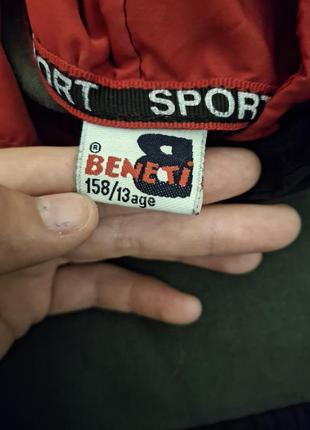 ORT SPORT
B
® BENETI
158/13age